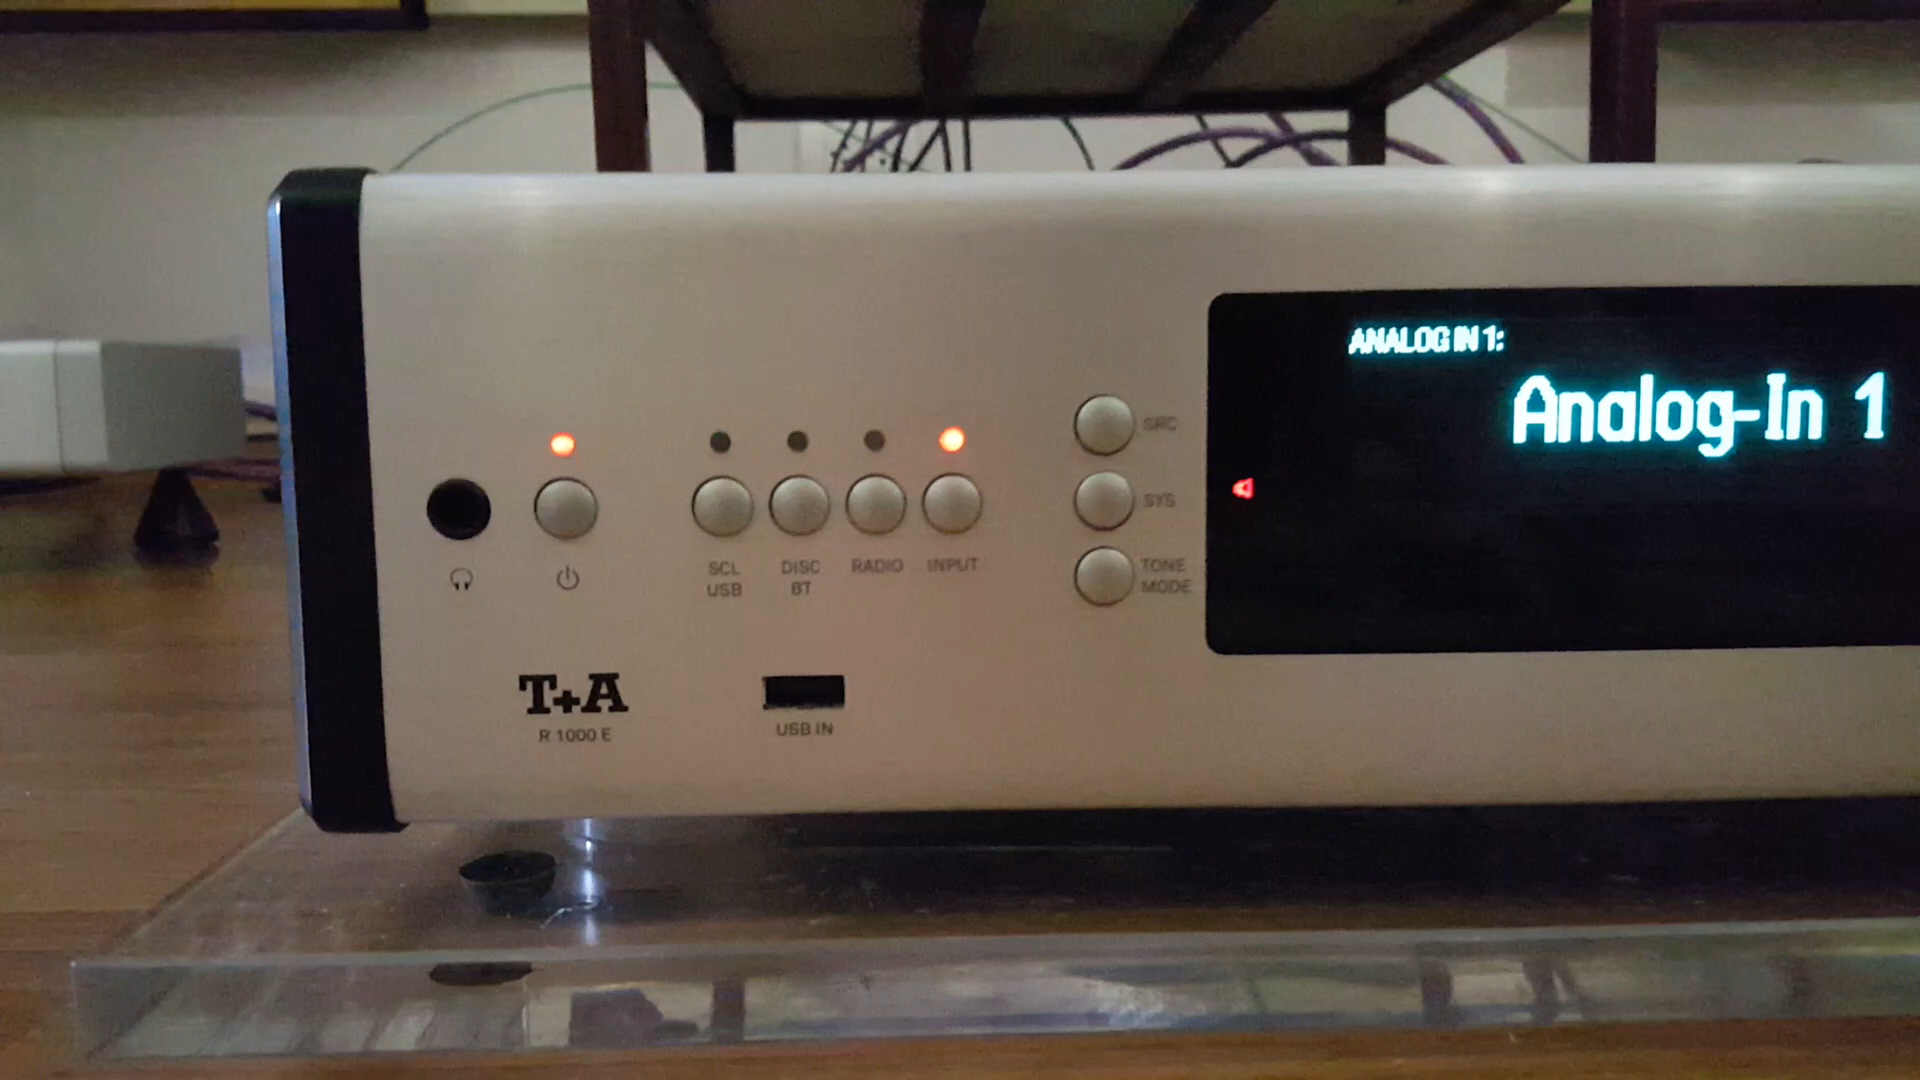 ANALOG IN 1:
Analog-In 1
SRC
SYS
TONE
MODE
SCL
USB
DISC
BT
RADIO
INPUT
T+A
R 1000 E
USB IN